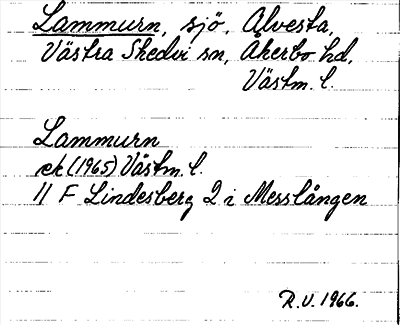 Lammurn, sjö, Alvesta,
Västra Skedvi sn, Åkerbo hd,
Västm. l.
Lammurn
ek (1965) Västm. l.
11 F Lindesberg 2 i Messlången
R.V. 1966.